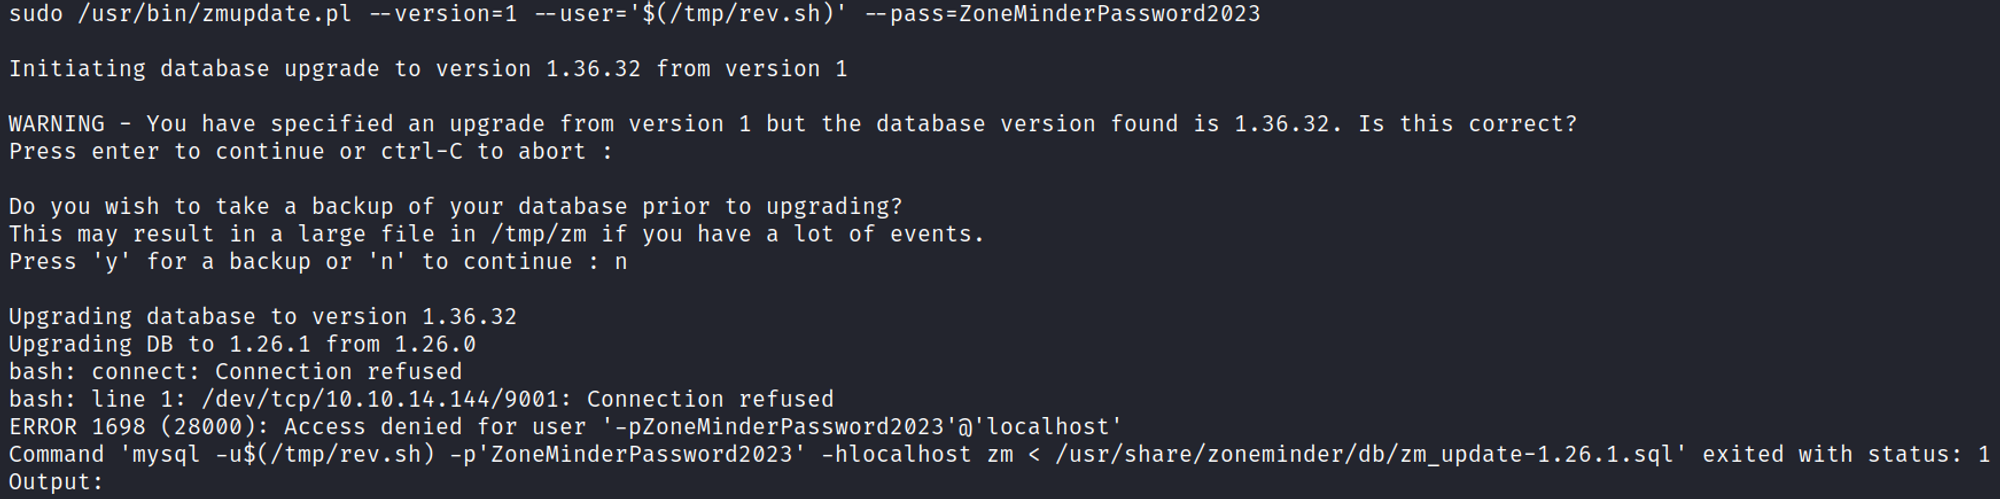 sudo /usr/bin/zmupdate.pl --version=1 --user='$(/tmp/rev.sh)' --pass=ZoneMinderPassword2023
Initiating database upgrade to version 1.36.32 from version 1
WARNING - You have specified an upgrade from version 1 but the database version found is 1.36.32. Is this correct?
Press enter to continue or ctrl-C to abort :
Do you wish to take a backup of your database prior to upgrading?
This may result in a large file in /tmp/zm if you have a lot of events.
Press 'y' for a backup or 'n' to continue : n
Upgrading database to version 1.36.32
Upgrading DB to 1.26.1 from 1.26.0
bash: connect: Connection refused
bash: line 1: /dev/tcp/10.10.14.144/9001: Connection refused
ERROR 1698 (28000): Access denied for user '-pZoneMinderPassword2023'@'localhost'
Command 'mysql -u$(/tmp/rev.sh) -p'ZoneMinderPassword2023' -hlocalhost zm < /usr/share/zoneminder/db/zm_update-1.26.1.sql' exited with status: 1
Output: